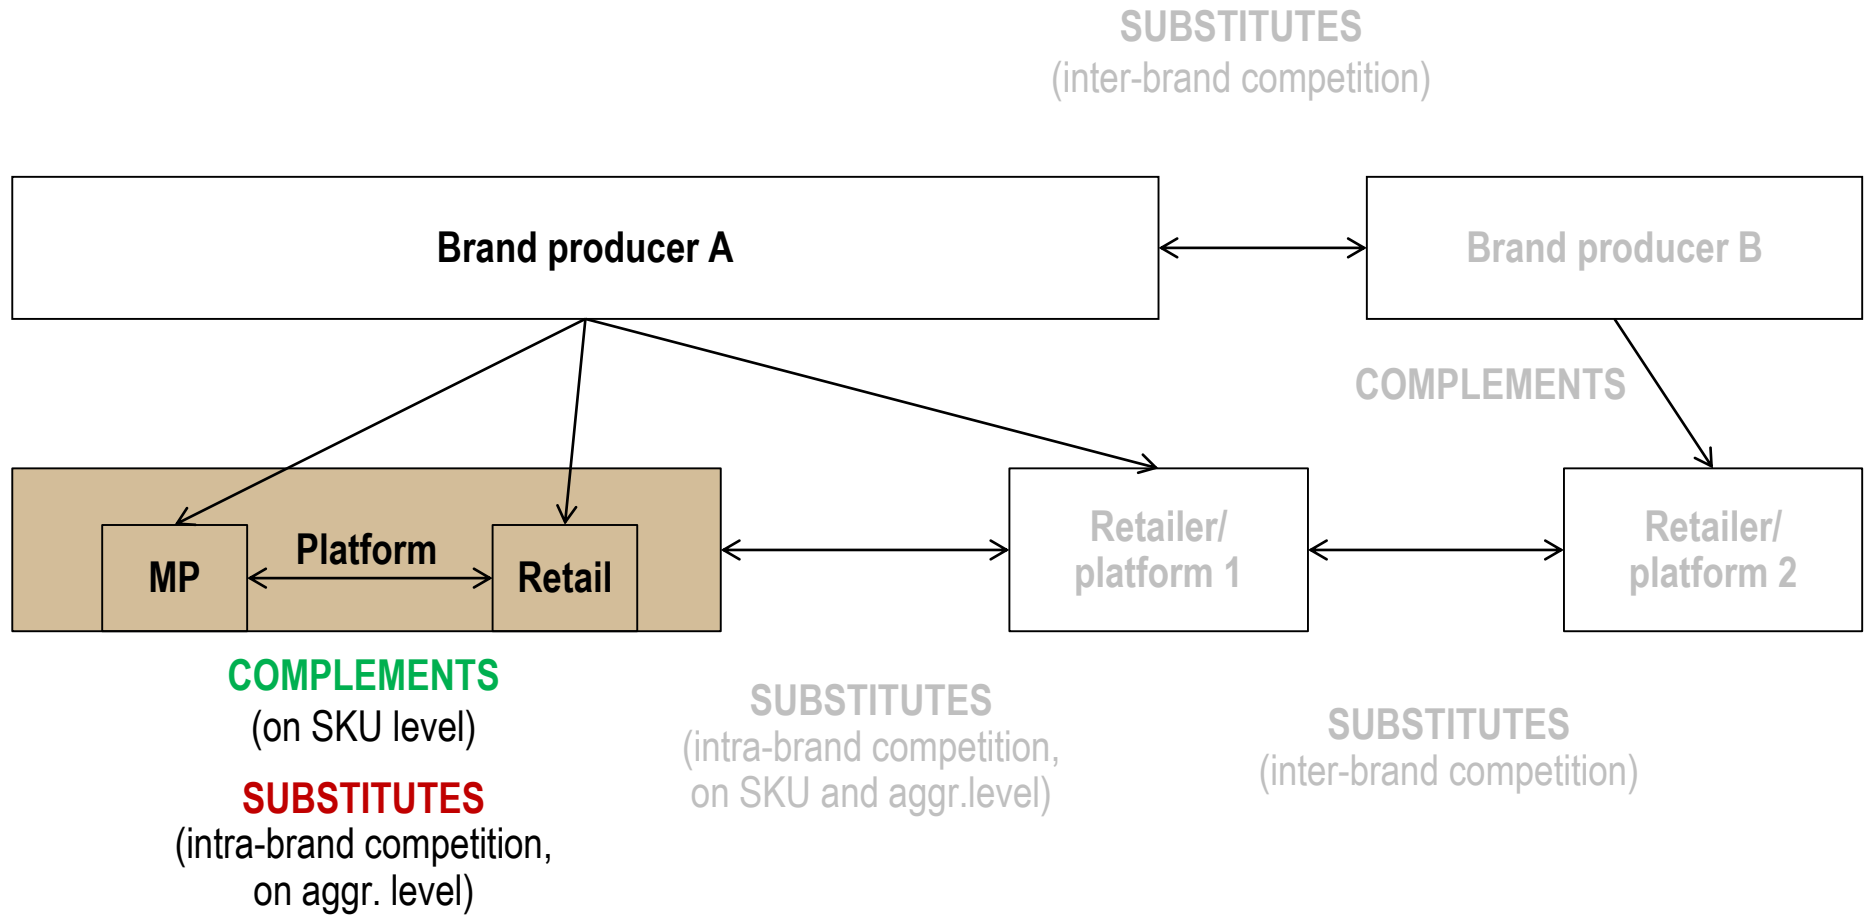 SUBSTITUTES
(inter-brand competition)
Brand producer A
Brand producer B
COMPLEMENTS
MP
Platform
Retail
Retailer/
platform 1
Retailer/
platform 2
COMPLEMENTS
(on SKU level)
SUBSTITUTES
(intra-brand competition,
on aggr. level)
SUBSTITUTES
(intra-brand competition,
on SKU and aggr.level)
SUBSTITUTES
(inter-brand competition)